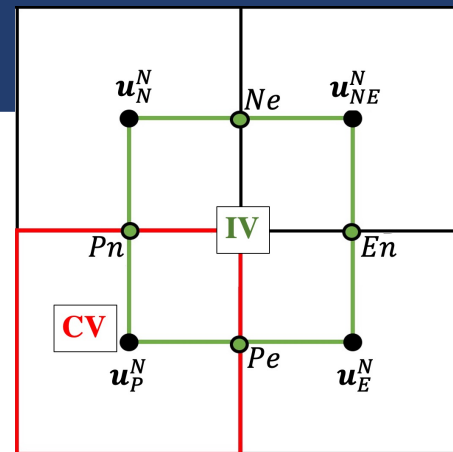 𝒖_N^N
Ne
𝒖_NE^N
IV
Pn
En
CV
𝒖_P^N
Pe
𝒖_E^N